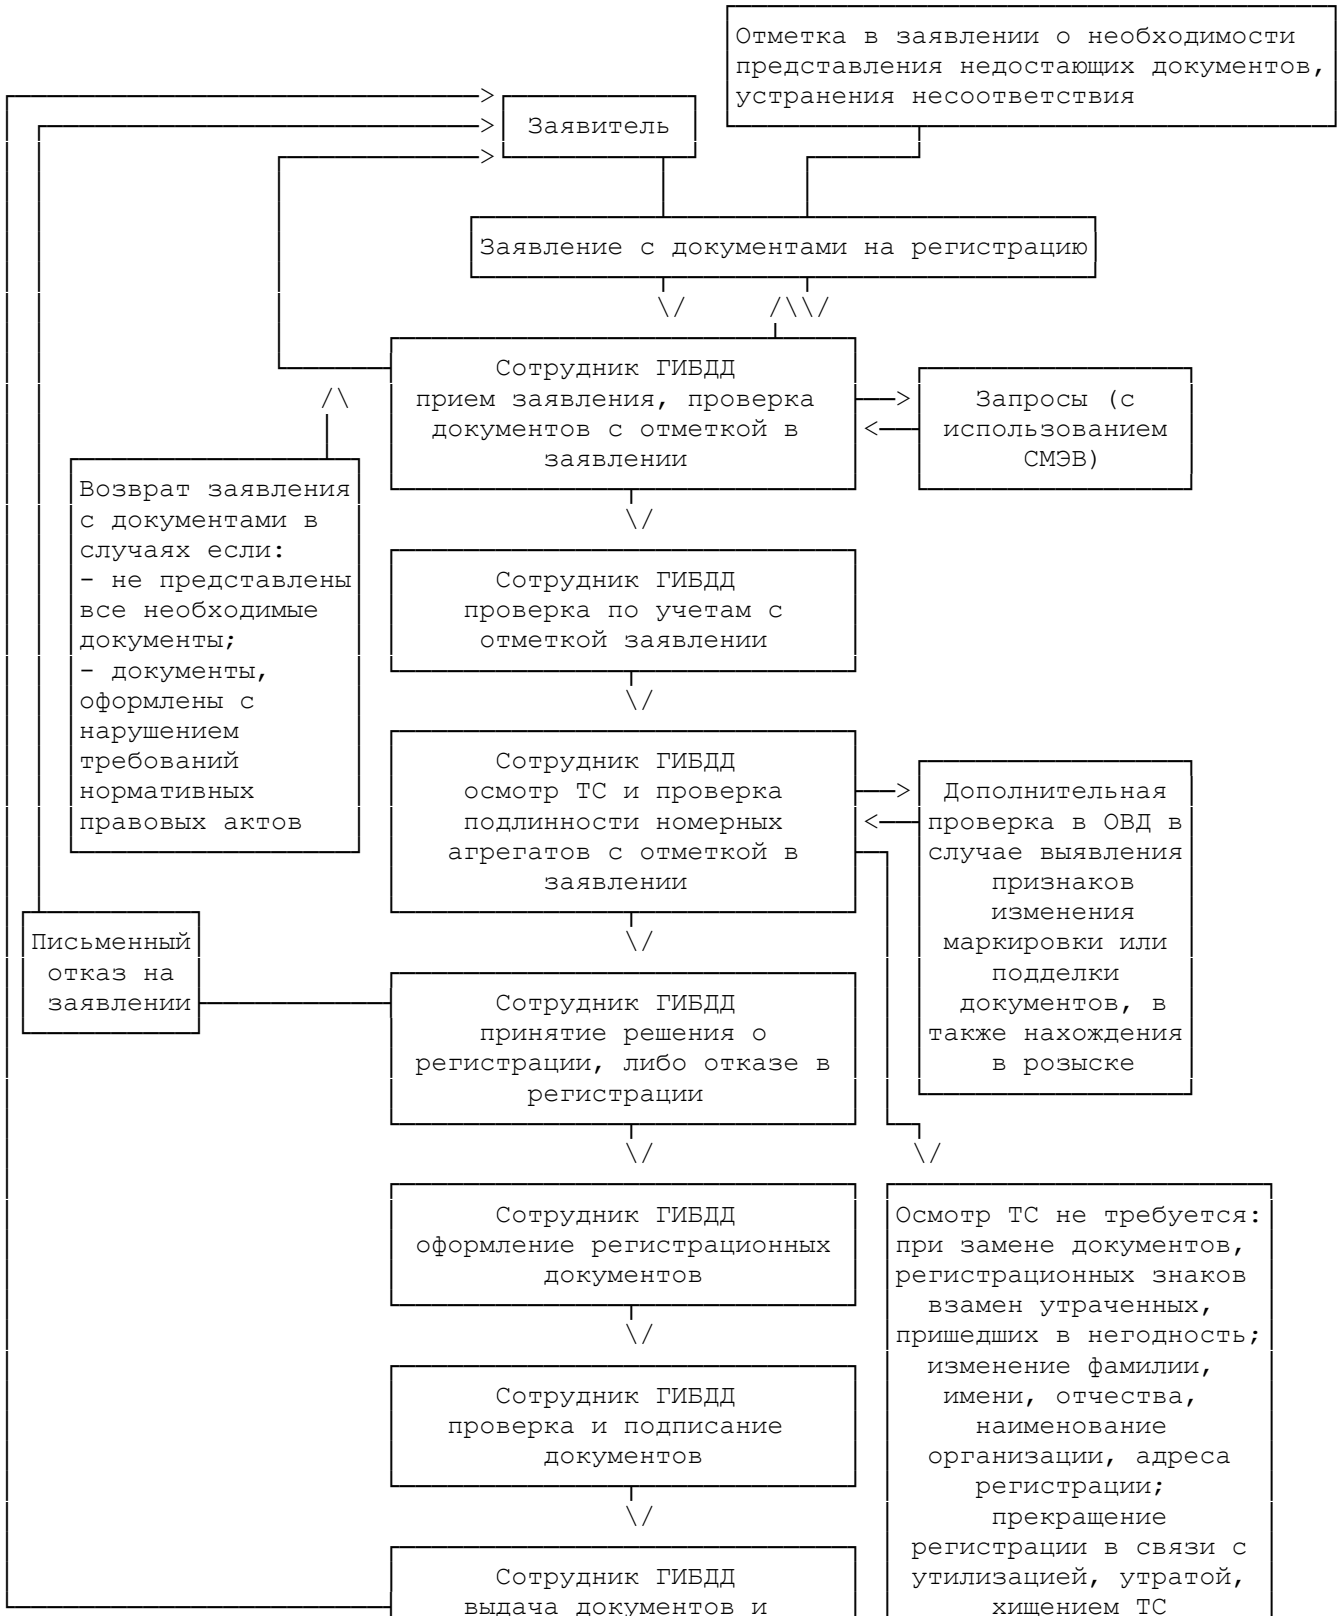 Отметка в заявлении о необходимости
представления недостающих документов,
устранения несоответствия
Заявитель
Заявление с документами на регистрацию
Сотрудник ГИБДД
прием заявления, проверка
документов с отметкой в
заявлении
Запросы (с
использованием
СМЭВ)
Возврат заявления
с документами в
случаях если:
- не представлены
все необходимые
документы;
- документы,
оформлены с
нарушением
требований
нормативных
правовых актов
Сотрудник ГИБДД
проверка по учетам с
отметкой заявлении
Сотрудник ГИБДД
осмотр ТС и проверка
подлинности номерных
агрегатов с отметкой в
заявлении
Дополнительная
проверка в ОВД в
случае выявления
признаков
изменения
маркировки или
подделки
документов, в
также нахождения
в розыске
Письменный
отказ на
заявлении
Сотрудник ГИБДД
принятие решения о
регистрации, либо отказе в
регистрации
Сотрудник ГИБДД
оформление регистрационных
документов
Осмотр ТС не требуется:
при замене документов,
регистрационных знаков
взамен утраченных,
пришедших в негодность;
изменение фамилии,
имени, отчества,
наименование
организации, адреса
регистрации;
прекращение
регистрации в связи с
утилизацией, утратой,
хищением ТС
Сотрудник ГИБДД
проверка и подписание
документов
Сотрудник ГИБДД
выдача документов и